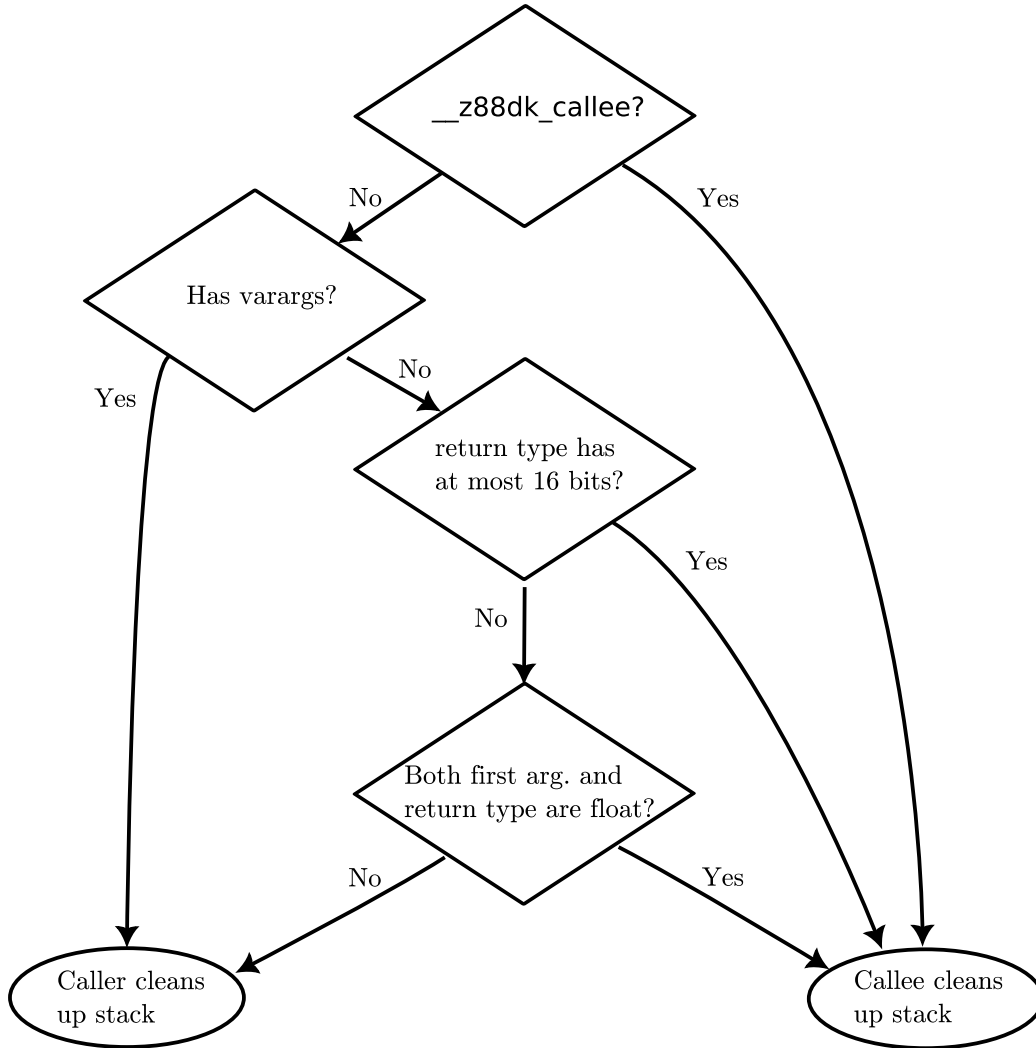 __z88dk_callee?
No
Yes
Has varargs?
Yes
No
return type has
at most 16 bits?
Yes
No
Both first arg. and
return type are float?
No
Yes
Caller cleans
up stack
Callee cleans
up stack